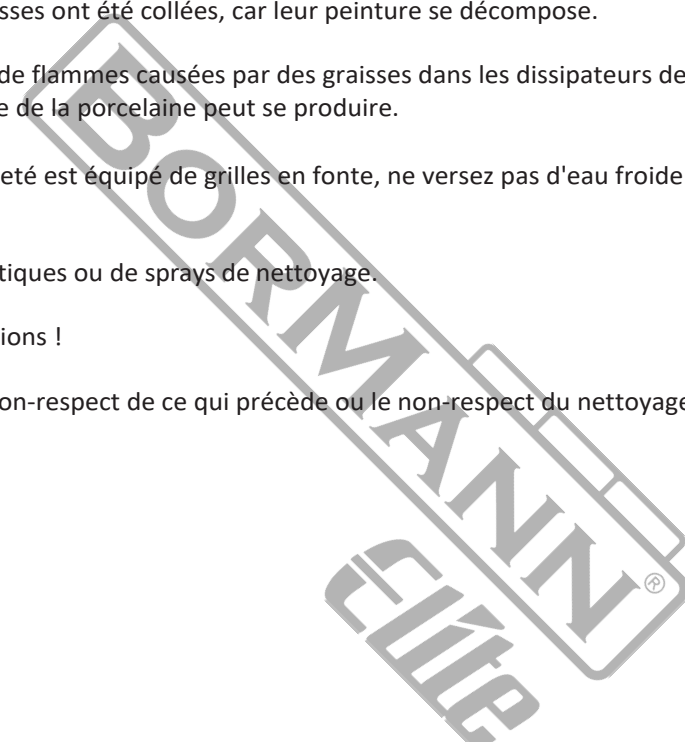 sses ont été collées, car leur peinture se décompose.
de flammes causées par des graisses dans les dissipateurs de
e de la porcelaine peut se produire.
eté est équipé de grilles en fonte, ne versez pas d'eau froide
tiques ou de sprays de nettoyage.
ions !
on-respect de ce qui précède ou le non-respect du nettoyage
BORMANN®
Elite